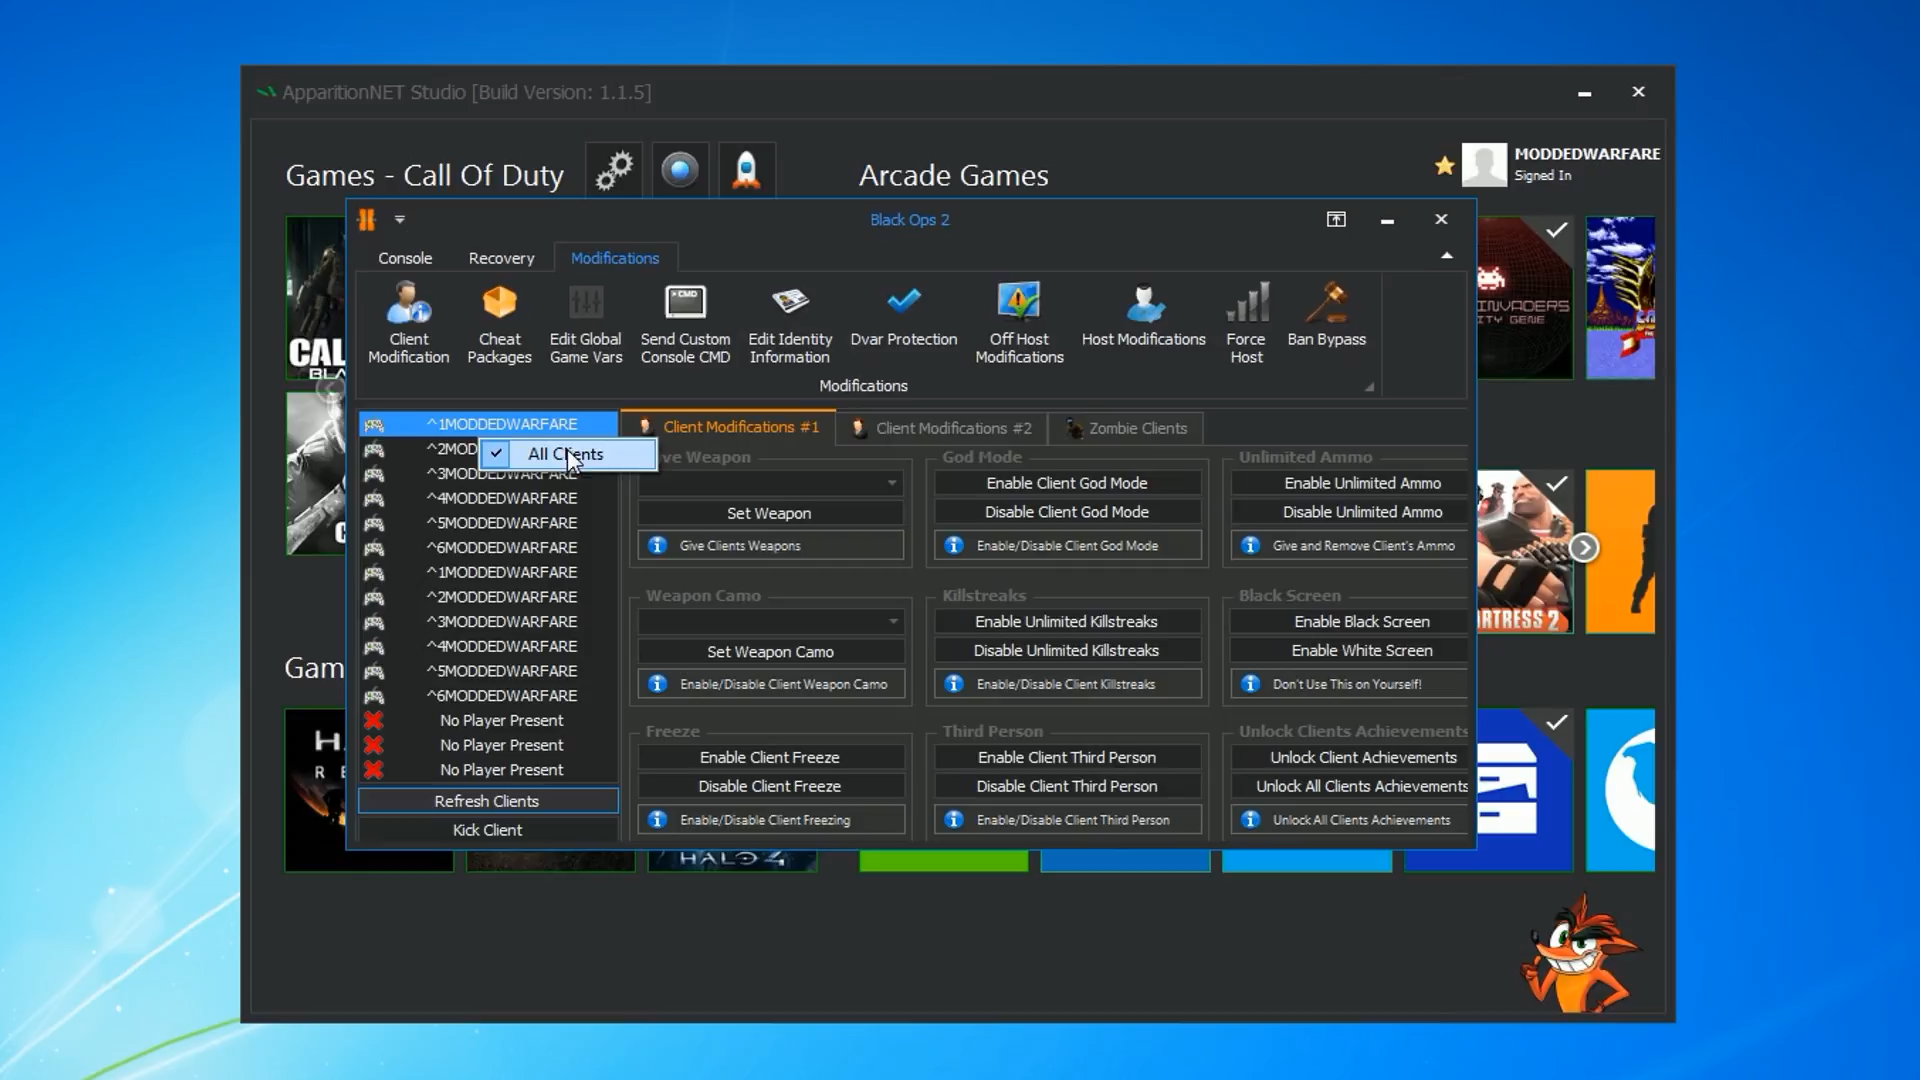 ApparitionNET Studio [Build Version: 1.1.5]
Games - Call Of Duty
Arcade Games
MODDEDWARFARE
Signed In
Black Ops 2
Console
Recovery
Modifications
Client
Modification
Cheat
Packages
Edit Global
Game Vars
Send Custom
Console CMD
Edit Identity
Information
Dvar Protection
Off Host
Modifications
Host Modifications
Force
Host
Ban Bypass
>CMD
Modifications
^1MODDEDWARFARE
^2MOD
All Clients
^3MODDEDWARFARE
^4MODDEDWARFARE
^5MODDEDWARFARE
^6MODDEDWARFARE
^1MODDEDWARFARE
^2MODDEDWARFARE
^3MODDEDWARFARE
^4MODDEDWARFARE
^5MODDEDWARFARE
^6MODDEDWARFARE
No Player Present
No Player Present
No Player Present
Refresh Clients
Kick Client
Client Modifications #1
Client Modifications #2
Zombie Clients
Weapon
Set Weapon
Give Clients Weapons
God Mode
Enable Client God Mode
Disable Client God Mode
Enable/Disable Client God Mode
Unlimited Ammo
Enable Unlimited Ammo
Disable Unlimited Ammo
Give and Remove Client's Ammo
Weapon Camo
Set Weapon Camo
Enable/Disable Client Weapon Camo
Killstreaks
Enable Unlimited Killstreaks
Disable Unlimited Killstreaks
Enable/Disable Client Killstreaks
Black Screen
Enable Black Screen
Enable White Screen
Don't Use This on Yourself!
Freeze
Enable Client Freeze
Disable Client Freeze
Enable/Disable Client Freezing
Third Person
Enable Client Third Person
Disable Client Third Person
Enable/Disable Client Third Person
Unlock Clients Achievements
Unlock Client Achievements
Unlock All Clients Achievements
Unlock All Clients Achievements
CAL
BLA
Gam
H
R E
HALO 4
INVADERS
ITY GENE
RTRESS 2